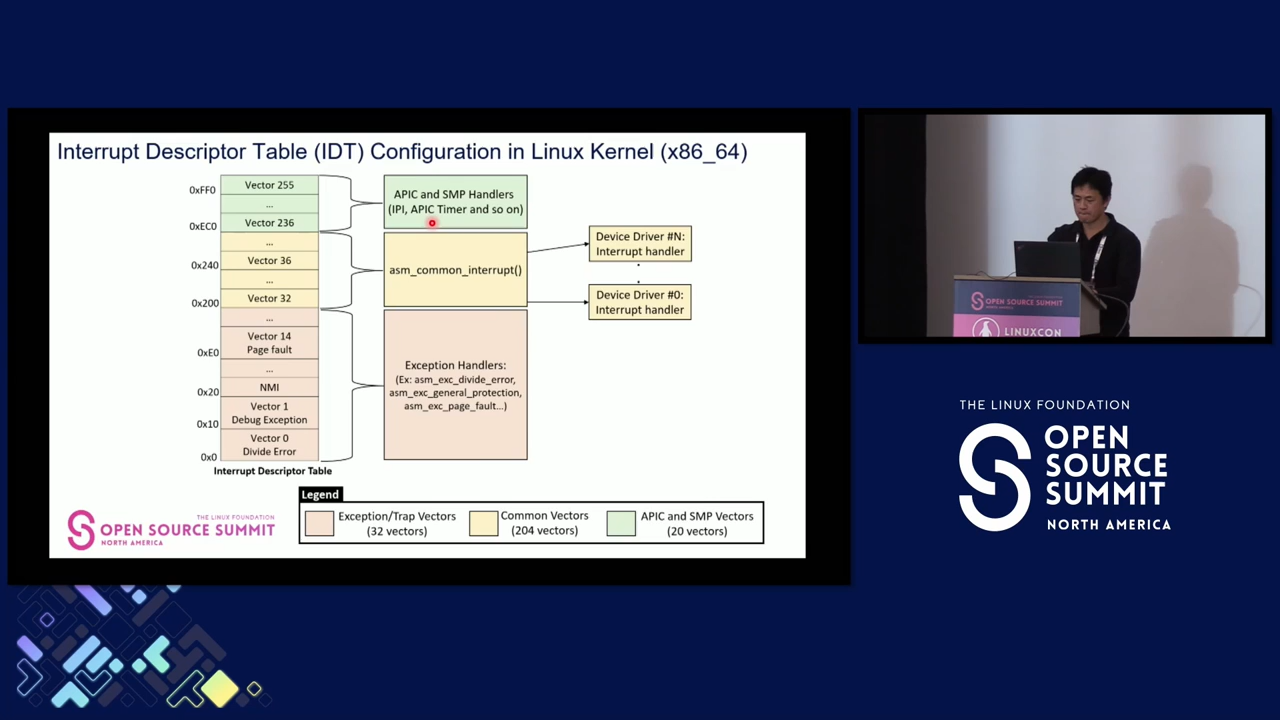 Interrupt Descriptor Table (IDT) Configuration in Linux Kernel (x86_64)
0xFF0
Vector 255
...
0xEC0
Vector 236
...
0x240
Vector 36
...
0x200
Vector 32
...
Vector 14
Page fault
0xE0
...
0x20
NMI
Vector 1
Debug Exception
0x10
Vector 0
Divide Error
0x0
Interrupt Descriptor Table
APIC and SMP Handlers
(IPI, APIC Timer and so on)
asm_common_interrupt()
Exception Handlers:
(Ex: asm_exc_divide_error,
asm_exc_general_protection,
asm_exc_page_fault...)
Device Driver #N:
Interrupt handler
Device Driver #0:
Interrupt handler
Legend
Exception/Trap Vectors
(32 vectors)
Common Vectors
(204 vectors)
APIC and SMP Vectors
(20 vectors)
THE LINUX FOUNDATION
OPEN SOURCE SUMMIT
NORTH AMERICA
OPEN SOURCE SUMMIT
LINUXCON
THE LINUX FOUNDATION
OPEN
SOURCE
SUMMIT
NORTH AMERICA